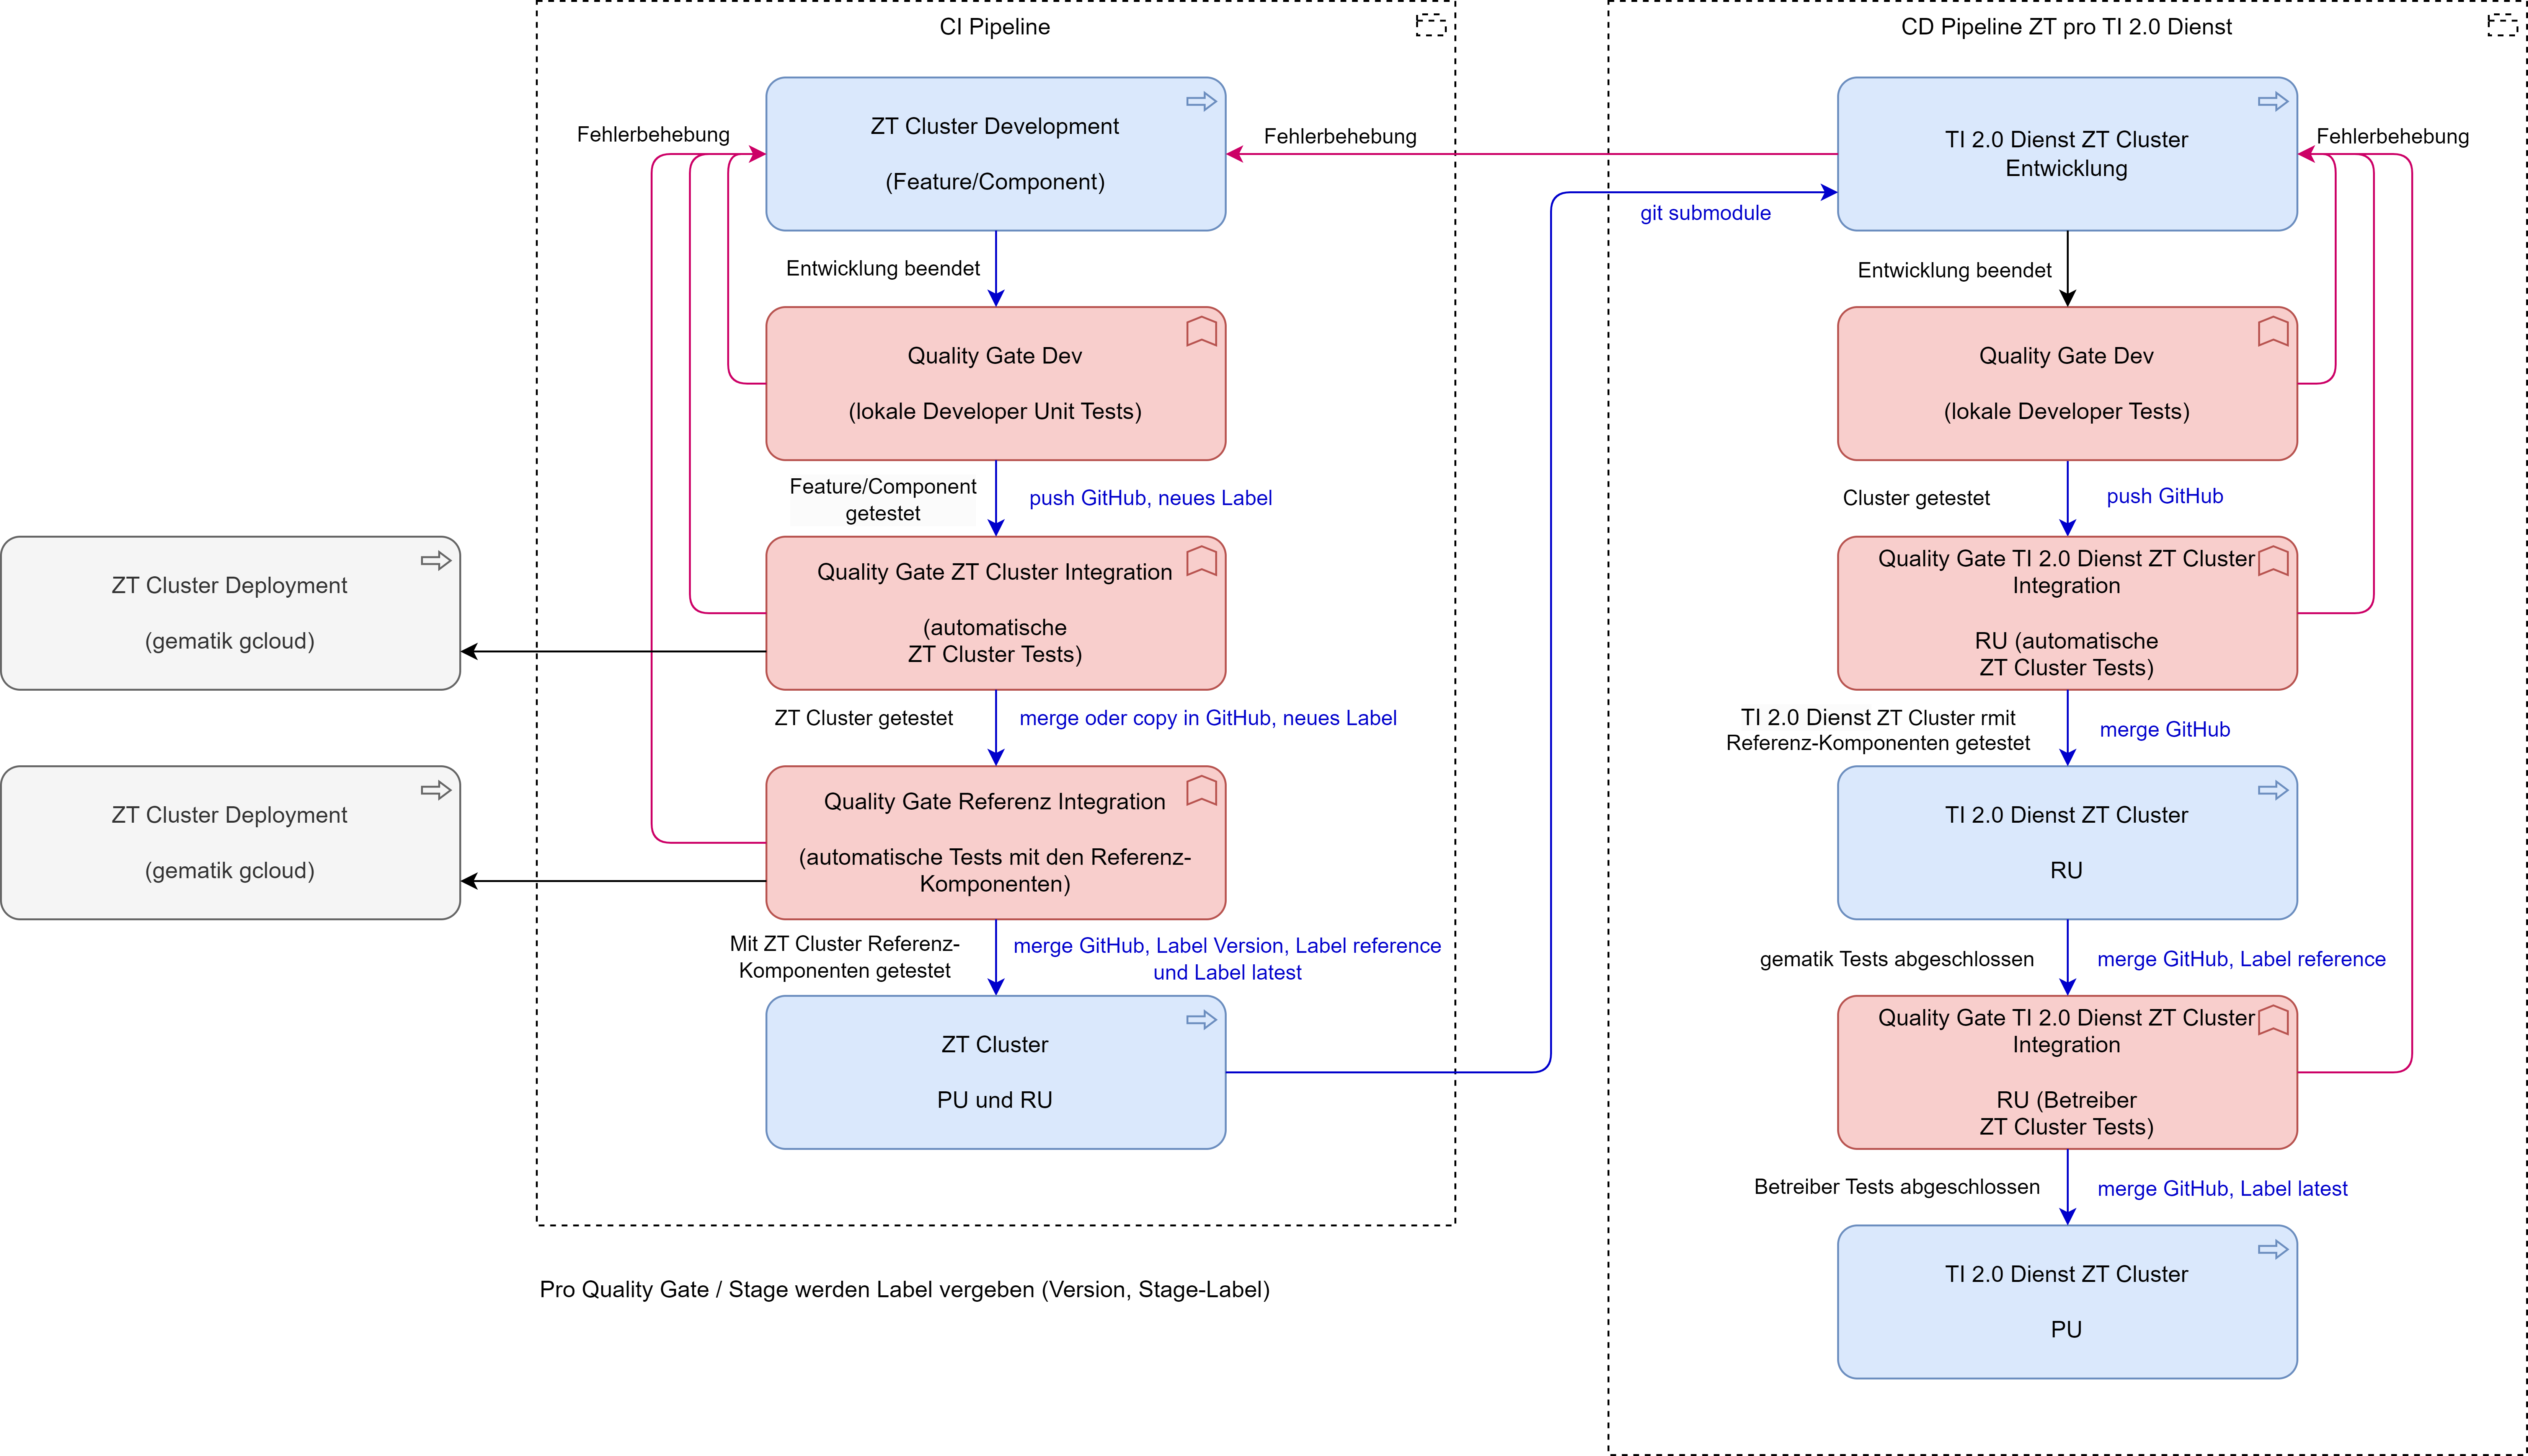 CI Pipeline
ZT Cluster Development
(Feature/Component)
Fehlerbehebung
Fehlerbehebung
Entwicklung beendet
Quality Gate Dev
(lokale Developer Unit Tests)
Feature/Component
getestet
push GitHub, neues Label
Quality Gate ZT Cluster Integration
(automatische
ZT Cluster Tests)
ZT Cluster Deployment
(gematik gcloud)
ZT Cluster getestet
merge oder copy in GitHub, neues Label
Quality Gate Referenz Integration
(automatische Tests mit den Referenz-
Komponenten)
ZT Cluster Deployment
(gematik gcloud)
Mit ZT Cluster Referenz-
Komponenten getestet
merge GitHub, Label Version, Label reference
und Label latest
ZT Cluster
PU und RU
Pro Quality Gate / Stage werden Label vergeben (Version, Stage-Label)
CD Pipeline ZT pro TI 2.0 Dienst
TI 2.0 Dienst ZT Cluster
Entwicklung
Fehlerbehebung
git submodule
Entwicklung beendet
Quality Gate Dev
(lokale Developer Tests)
Cluster getestet
push GitHub
Quality Gate TI 2.0 Dienst ZT Cluster
Integration
RU (automatische
ZT Cluster Tests)
TI 2.0 Dienst ZT Cluster rmit
Referenz-Komponenten getestet
merge GitHub
TI 2.0 Dienst ZT Cluster
RU
gematik Tests abgeschlossen
merge GitHub, Label reference
Quality Gate TI 2.0 Dienst ZT Cluster
Integration
RU (Betreiber
ZT Cluster Tests)
Betreiber Tests abgeschlossen
merge GitHub, Label latest
TI 2.0 Dienst ZT Cluster
PU